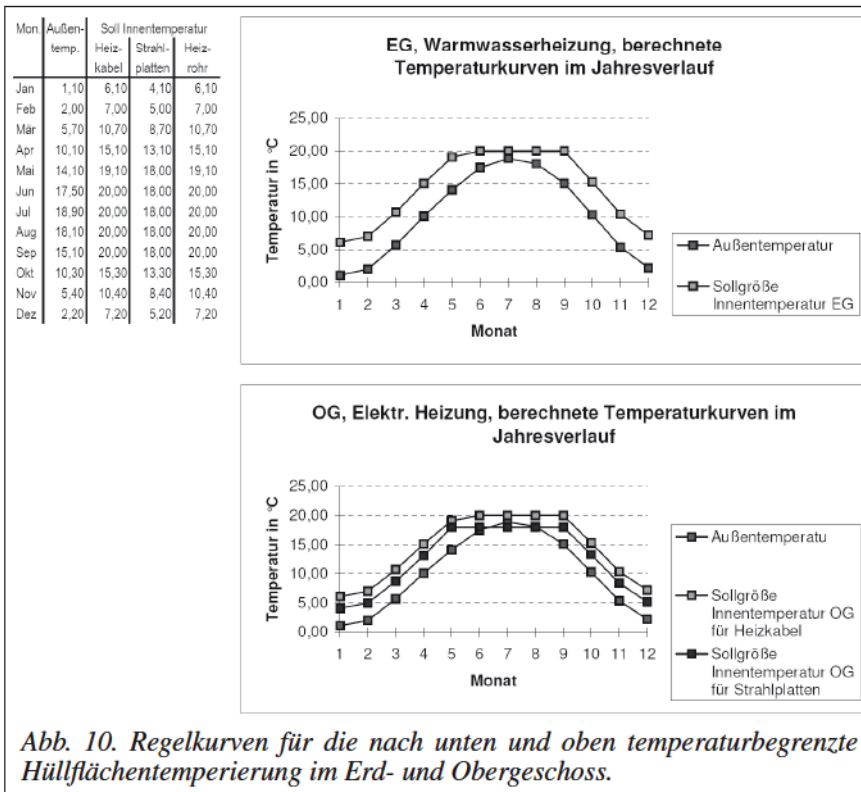 Mon. Außen- Soll Innentemperatur
temp. Heiz- Strahl- Heiz-
kabel platten rohr
Jan 1,10 6,10 4,10 6,10
Feb 2,00 7,00 5,00 7,00
Mär 5,70 10,70 8,70 10,70
Apr 10,10 15,10 13,10 15,10
Mai 14,10 19,10 18,00 19,10
Jun 17,50 20,00 18,00 20,00
Jul 18,90 20,00 18,00 20,00
Aug 18,10 20,00 18,00 20,00
Sep 15,10 20,00 18,00 20,00
Okt 10,30 15,30 13,30 15,30
Nov 5,40 10,40 8,40 10,40
Dez 2,20 7,20 5,20 7,20
EG, Warmwasserheizung, berechnete
Temperaturkurven im Jahresverlauf
Temperatur in °C
25,00
20,00
15,00
10,00
5,00
0,00
1 2 3 4 5 6 7 8 9 10 11 12
Monat
Außentemperatur
Sollgröße
Innentemperatur EG
OG, Elektr. Heizung, berechnete Temperaturkurven im
Jahresverlauf
Temperatur in °C
25,00
20,00
15,00
10,00
5,00
0,00
1 2 3 4 5 6 7 8 9 10 11 12
Monat
Außentemperatu
Sollgröße
Innentemperatur OG
für Heizkabel
Sollgröße
Innentemperatur OG
für Strahlplatten
Abb. 10. Regelkurven für die nach unten und oben temperaturbegrenzte
Hüllflächentemperierung im Erd- und Obergeschoss.